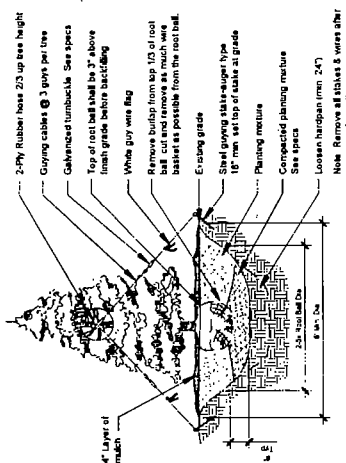 2-Ply Rubber hose 2/3 up tree height
Guying cables @ 3 guys per tree
Galvanized turnbuckle See specs
Top of root ball shall be 3" above
finish grade before backfilling
White guy wire flag
Remove burlap from top 1/3 of root
ball cut and remove as much wire
basket as possible from the root ball.
Existing grade
Steel guying stake-auger type
18" min set top of stake at grade
Planting mixture
Compacted planting mixture
See specs
Loosen hardpan (min 24")
Note Remove all stakes & wires after
4" Layer of
mulch
2-3x Root Ball Dia
Min. Dia